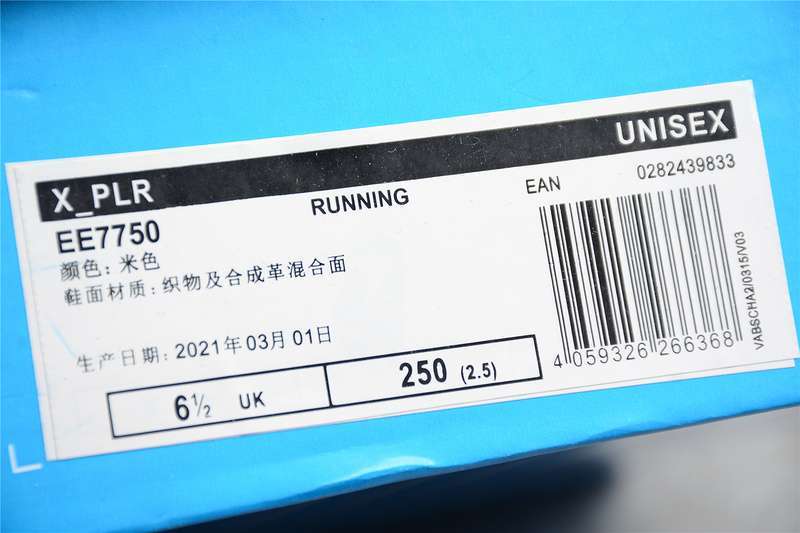 X_PLR
UNISEX
RUNNING
EE7750
颜色: 米色
鞋面材质: 织物及合成革混合面
生产日期: 2021年03月01日
6½ UK
250 (2.5)
EAN
0282439833
4 059326 266368
VABSCHA2/0315/V03